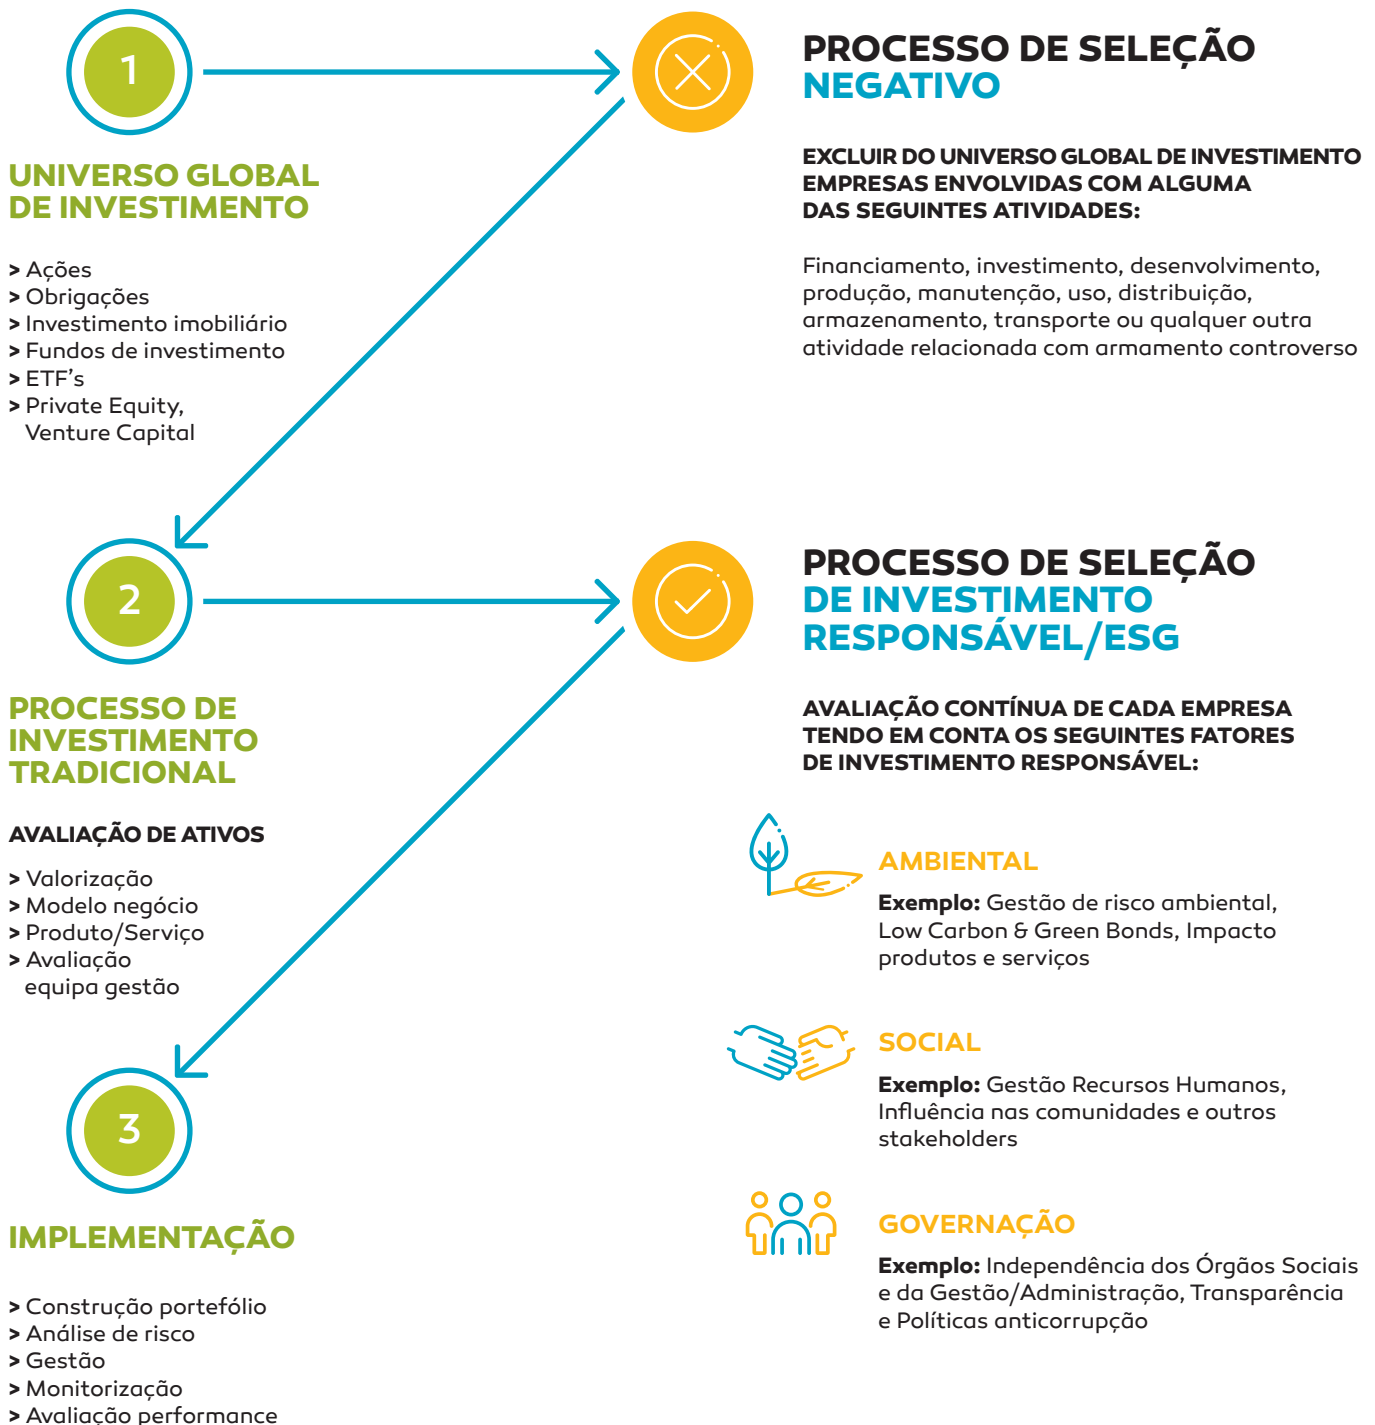 1
UNIVERSO GLOBAL
DE INVESTIMENTO
> Ações
> Obrigações
> Investimento imobiliário
> Fundos de investimento
> ETF’s
> Private Equity,
Venture Capital
PROCESSO DE SELEÇÃO
NEGATIVO
EXCLUIR DO UNIVERSO GLOBAL DE INVESTIMENTO
EMPRESAS ENVOLVIDAS COM ALGUMA
DAS SEGUINTES ATIVIDADES:
Financiamento, investimento, desenvolvimento,
produção, manutenção, uso, distribuição,
armazenamento, transporte ou qualquer outra
atividade relacionada com armamento controverso
2
PROCESSO DE
INVESTIMENTO
TRADICIONAL
AVALIAÇÃO DE ATIVOS
> Valorização
> Modelo negócio
> Produto/Serviço
> Avaliação
equipa gestão
PROCESSO DE SELEÇÃO
DE INVESTIMENTO
RESPONSÁVEL/ESG
AVALIAÇÃO CONTÍNUA DE CADA EMPRESA
TENDO EM CONTA OS SEGUINTES FATORES
DE INVESTIMENTO RESPONSÁVEL:
AMBIENTAL
Exemplo: Gestão de risco ambiental,
Low Carbon & Green Bonds, Impacto
produtos e serviços
SOCIAL
Exemplo: Gestão Recursos Humanos,
Influência nas comunidades e outros
stakeholders
GOVERNAÇÃO
Exemplo: Independência dos Órgãos Sociais
e da Gestão/Administração, Transparência
e Políticas anticorrupção
3
IMPLEMENTAÇÃO
> Construção portefólio
> Análise de risco
> Gestão
> Monitorização
> Avaliação performance